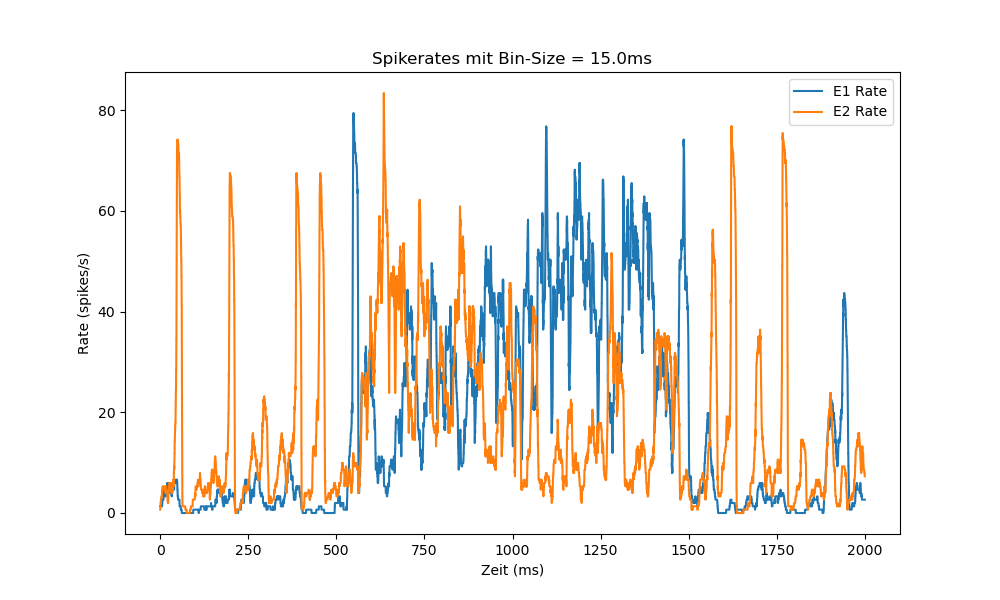 Spikerates mit Bin-Size = 15.0ms
E1 Rate
E2 Rate
80
60
40
20
0
Rate (spikes/s)
0 250 500 750 1000 1250 1500 1750 2000
Zeit (ms)